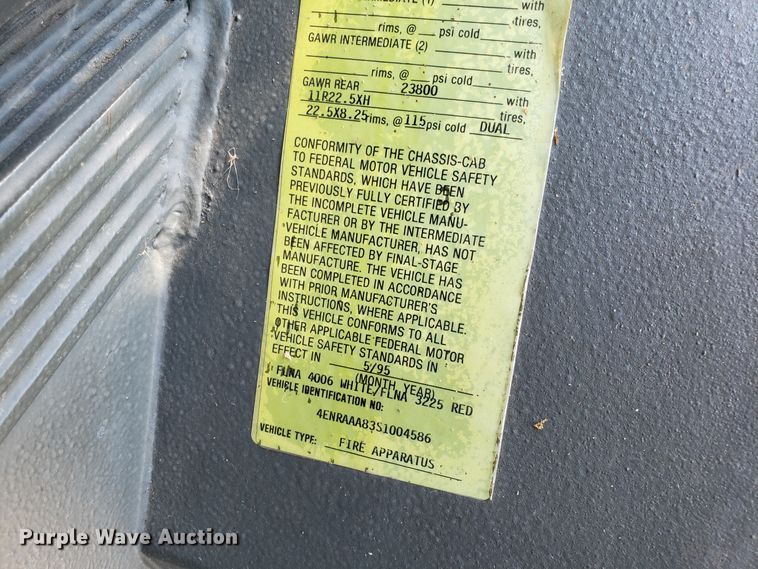 with
tires,
rims, @ psi cold
GAWR INTERMEDIATE (2) with
tires,
rims, @ psi cold
GAWR REAR 23800 with
11R22.5XH tires,
22.5X8.25 rims, @ 115 psi cold DUAL
CONFORMITY OF THE CHASSIS-CAB
TO FEDERAL MOTOR VEHICLE SAFETY
STANDARDS, WHICH HAVE BEEN
PREVIOUSLY FULLY CERTIFIED BY
THE INCOMPLETE VEHICLE MANU-
FACTURER OR BY THE INTERMEDIATE
VEHICLE MANUFACTURER, HAS NOT
BEEN AFFECTED BY FINAL-STAGE
MANUFACTURE. THE VEHICLE HAS
BEEN COMPLETED IN ACCORDANCE
WITH PRIOR MANUFACTURER'S
INSTRUCTIONS, WHERE APPLICABLE.
THIS VEHICLE CONFORMS TO ALL
OTHER APPLICABLE FEDERAL MOTOR
VEHICLE SAFETY STANDARDS IN
EFFECT IN 5/95
(MONTH, YEAR)
FLNA 4006 WHITE/FLNA 3225 RED
VEHICLE IDENTIFICATION NO:
4ENRAAA83S1004586
VEHICLE TYPE: FIRE APPARATUS
Purple Wave Auction